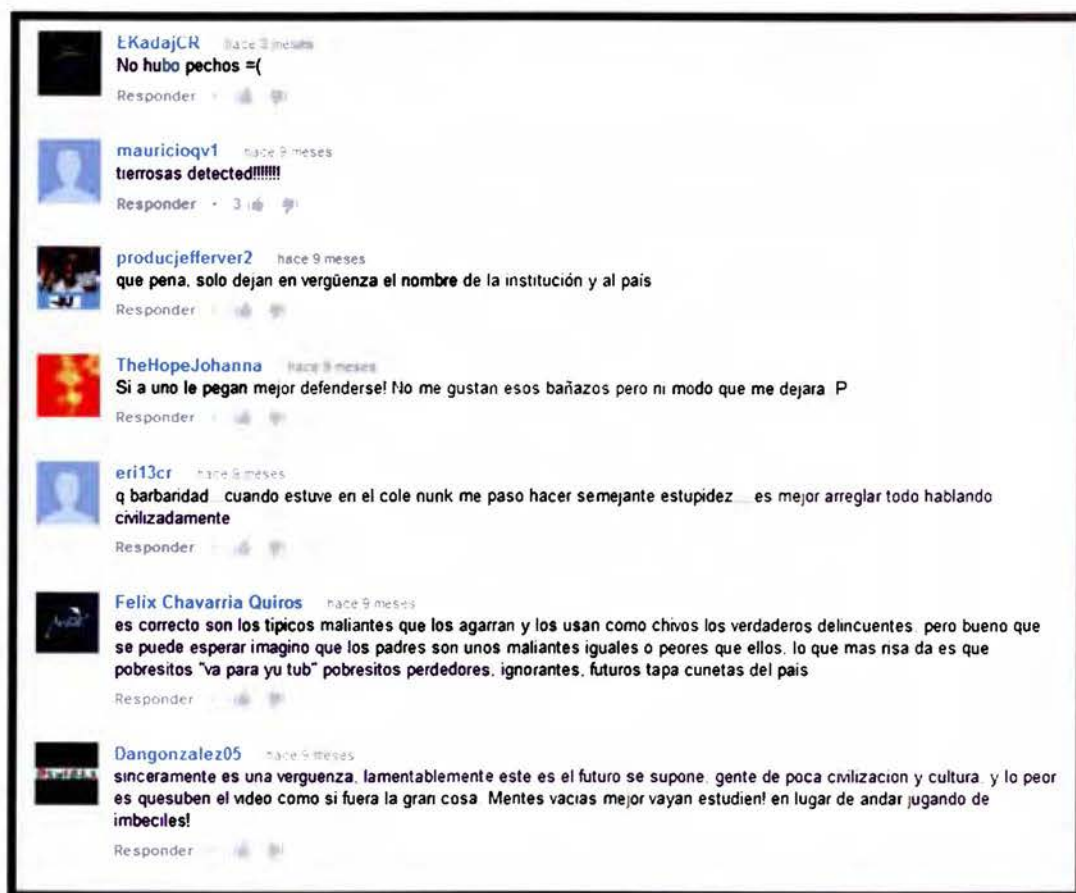 EKadajCR hace 3 meses
No hubo pechos =(
Responder
mauricioqv1 hace 9 meses
tierrosas detected!!!!!!!
Responder · 3
producjefferver2 hace 9 meses
que pena, solo dejan en vergüenza el nombre de la institución y al país
Responder
TheHopeJohanna hace 9 meses
Si a uno le pegan mejor defenderse! No me gustan esos bañazos pero ni modo que me dejara P
Responder
eri13cr hace 9 meses
q barbaridad cuando estuve en el cole nunk me paso hacer semejante estupidez es mejor arreglar todo hablando
civilizadamente
Responder
Felix Chavarria Quiros hace 9 meses
es correcto son los tipicos maliantes que los agarran y los usan como chivos los verdaderos delincuentes. pero bueno que
se puede esperar imagino que los padres son unos maliantes iguales o peores que ellos, lo que mas risa da es que
pobresitos "va para yu tub" pobresitos perdedores, ignorantes, futuros tapa cunetas del pais
Responder
Dangonzalez05 hace 9 meses
sinceramente es una verguenza, lamentablemente este es el futuro se supone. gente de poca civilizacion y cultura. y lo peor
es quesuben el video como si fuera la gran cosa. Mentes vacias mejor vayan estudien! en lugar de andar jugando de
imbeciles!
Responder